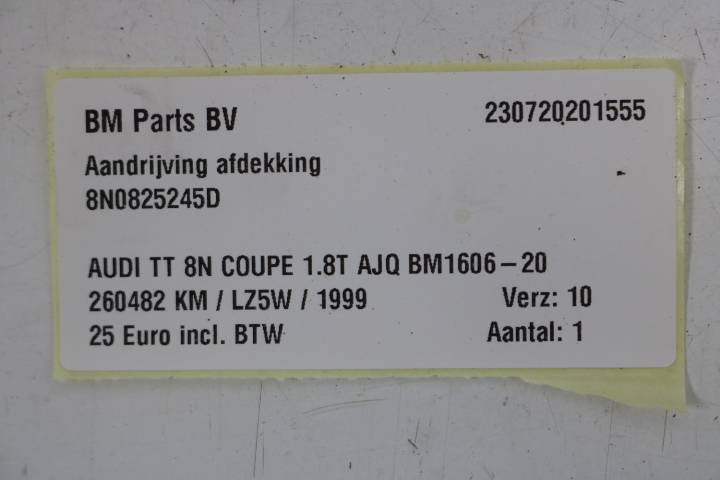 BM Parts BV 230720201555
Aandrijving afdekking
8N0825245D
AUDI TT 8N COUPE 1.8T AJQ BM1606-20
260482 KM / LZ5W / 1999 Verz: 10
25 Euro incl. BTW Aantal: 1